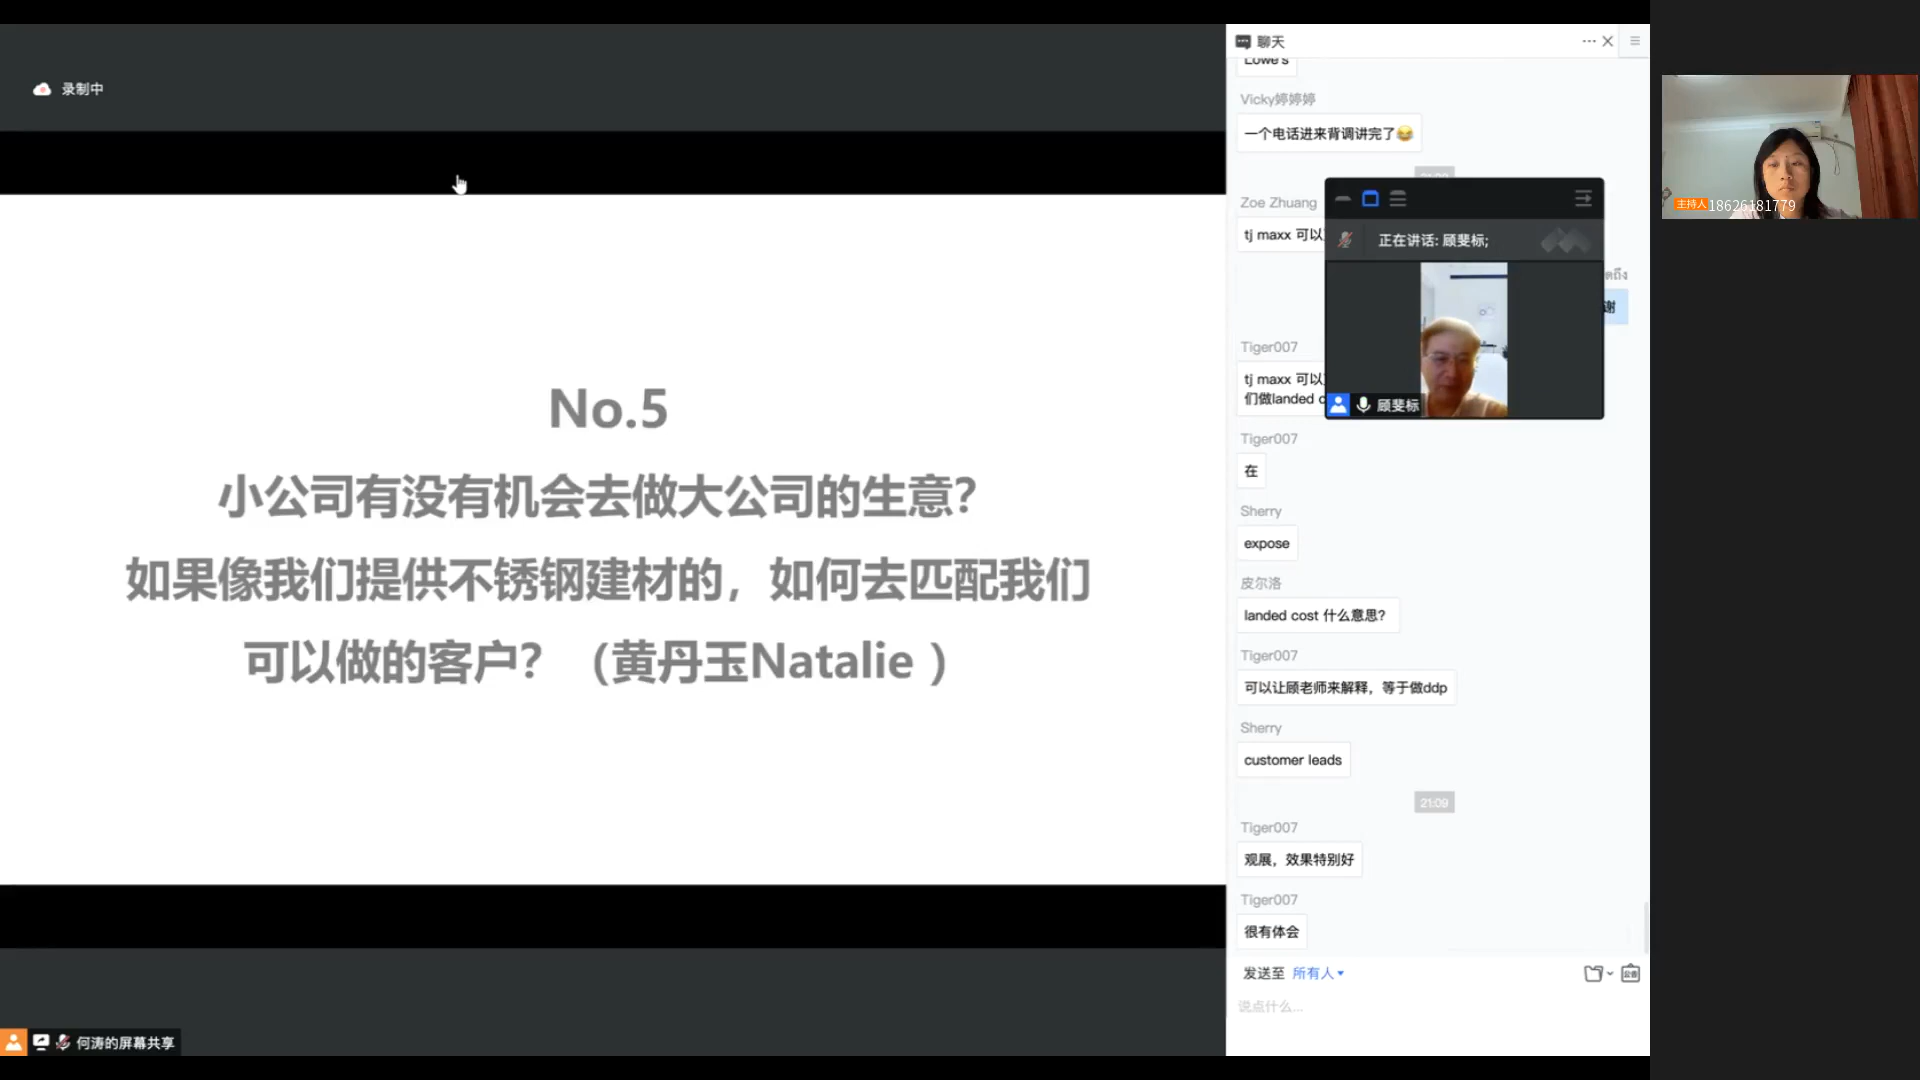 录制中
No.5
小公司有没有机会去做大公司的生意？
如果像我们提供不锈钢建材的，如何去匹配我们
可以做的客户？（黄丹玉Natalie ）
何涛的屏幕共享
聊天
Lowe's
Vicky婷婷婷
一个电话进来背调讲完了😂
Zoe Zhuang
tj maxx 可以
谢
Tiger007
tj maxx 可以
们做landed
Tiger007
在
Sherry
expose
皮尔洛
landed cost 什么意思？
Tiger007
可以让顾老师来解释，等于做ddp
Sherry
customer leads
21:09
Tiger007
观展，效果特别好
Tiger007
很有体会
发送至 所有人
说点什么...
正在讲话: 顾斐标;
顾斐标
主持人 18626181779